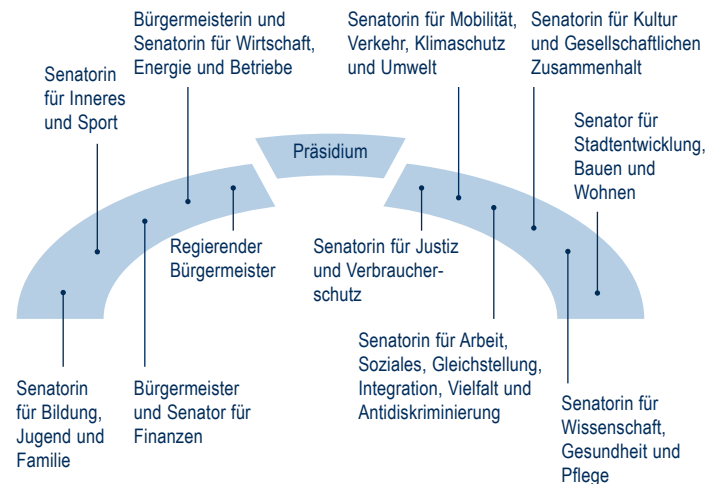 Bürgermeisterin und
Senatorin für Wirtschaft,
Energie und Betriebe
Senatorin für Mobilität,
Verkehr, Klimaschutz
und Umwelt
Senatorin für Kultur
und Gesellschaftlichen
Zusammenhalt
Senatorin
für Inneres
und Sport
Senator für
Stadtentwicklung,
Bauen und
Wohnen
Präsidium
Regierender
Bürgermeister
Senatorin für Justiz
und Verbraucher-
schutz
Senatorin
für Bildung,
Jugend und
Familie
Bürgermeister
und Senator für
Finanzen
Senatorin für Arbeit,
Soziales, Gleichstellung,
Integration, Vielfalt und
Antidiskriminierung
Senatorin für
Wissenschaft,
Gesundheit und
Pflege